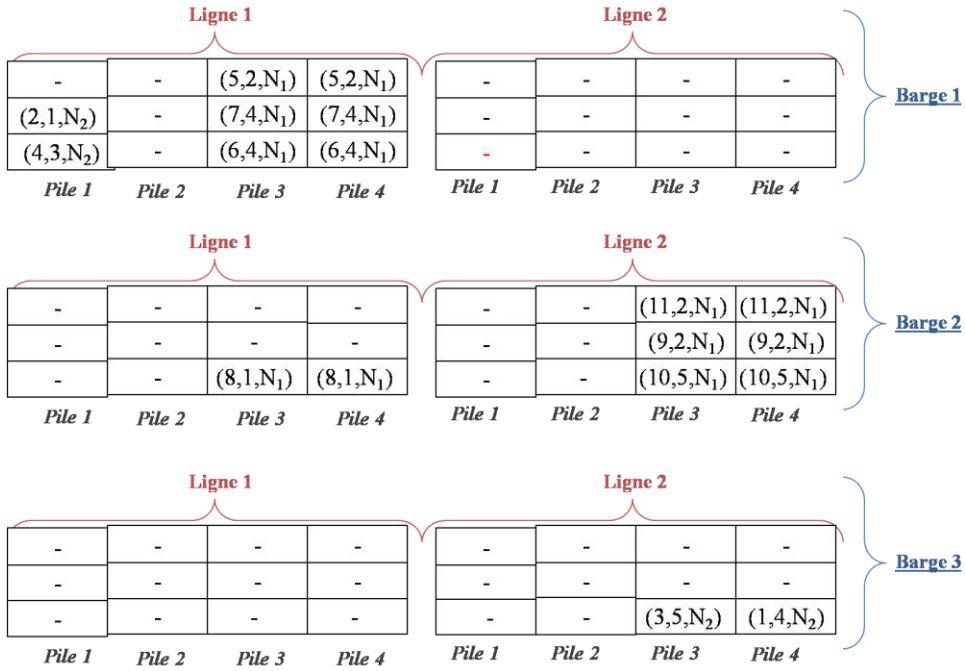 Ligne 1 Ligne 2
- - (5,2,N₁) (5,2,N₁) - - - -
(2,1,N₂) - (7,4,N₁) (7,4,N₁) - - - -
(4,3,N₂) - (6,4,N₁) (6,4,N₁) - - - -
Pile 1 Pile 2 Pile 3 Pile 4 Pile 1 Pile 2 Pile 3 Pile 4
Barge 1
Ligne 1 Ligne 2
- - - - - - (11,2,N₁) (11,2,N₁)
- - - - - - (9,2,N₁) (9,2,N₁)
- - (8,1,N₁) (8,1,N₁) - - (10,5,N₁) (10,5,N₁)
Pile 1 Pile 2 Pile 3 Pile 4 Pile 1 Pile 2 Pile 3 Pile 4
Barge 2
Ligne 1 Ligne 2
- - - - - - - -
- - - - - - - -
- - - - - - (3,5,N₂) (1,4,N₂)
Pile 1 Pile 2 Pile 3 Pile 4 Pile 1 Pile 2 Pile 3 Pile 4
Barge 3